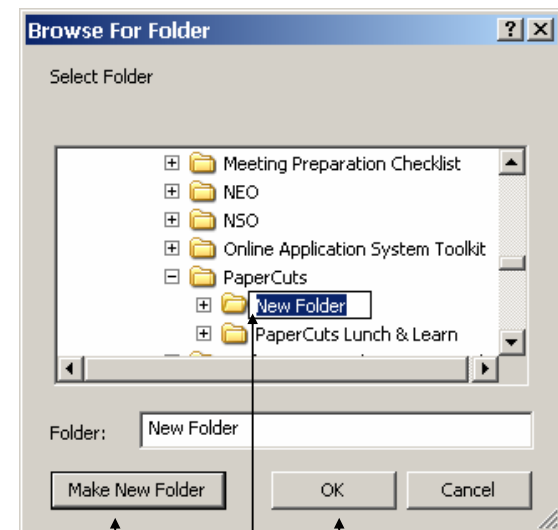 Browse For Folder
Select Folder
Meeting Preparation Checklist
NEO
NSO
Online Application System Toolkit
PaperCuts
New Folder
PaperCuts Lunch & Learn
Folder: New Folder
Make New Folder OK Cancel